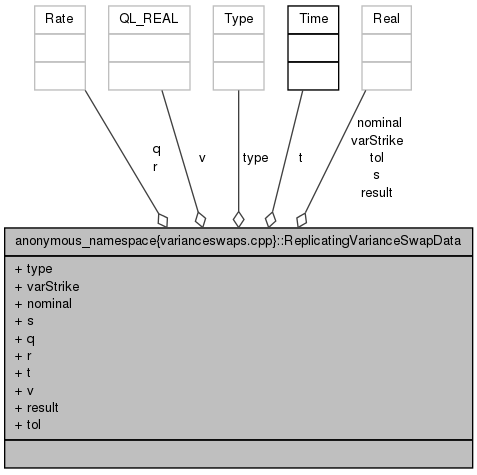 Rate
QL_REAL
Type
Time
Real
q
r
v
type
t
nominal
varStrike
tol
s
result
anonymous_namespace{varianceswaps.cpp}::ReplicatingVarianceSwapData
+ type
+ varStrike
+ nominal
+ s
+ q
+ r
+ t
+ v
+ result
+ tol